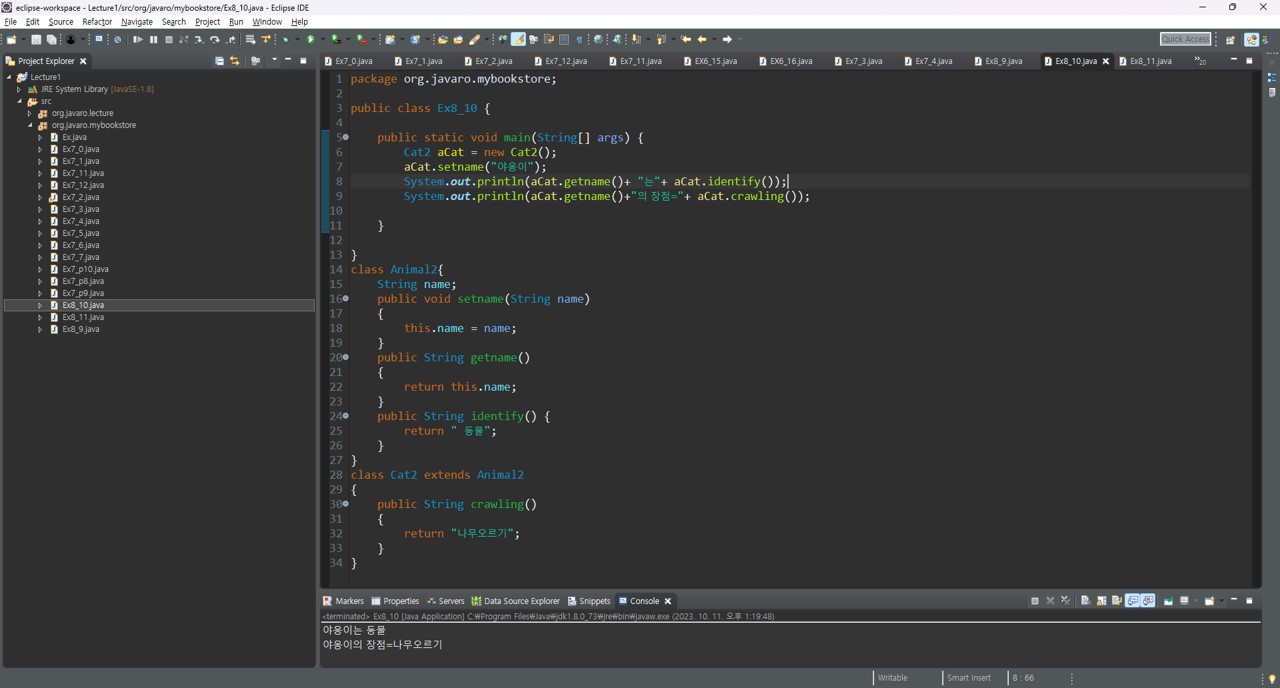 eclipse-workspace - Lecture1/src/org/javaro/mybookstore/Ex8_10.java - Eclipse IDE
File Edit Source Refactor Navigate Search Project Run Window Help
Quick Access
Project Explorer
Lecture1
JRE System Library [JavaSE-1.8]
src
org.javaro.lecture
org.javaro.mybookstore
Ex.java
Ex7_0.java
Ex7_1.java
Ex7_11.java
Ex7_12.java
Ex7_2.java
Ex7_3.java
Ex7_4.java
Ex7_5.java
Ex7_6.java
Ex7_7.java
Ex7_p10.java
Ex7_p8.java
Ex7_p9.java
Ex8_10.java
Ex8_11.java
Ex8_9.java
Ex7_0.java Ex7_1.java Ex7_2.java Ex7_12.java Ex7_11.java EX6_15.java EX6_16.java Ex7_3.java Ex7_4.java Ex8_9.java Ex8_10.java Ex8_11.java »20
1 package org.javaro.mybookstore;
2
3 public class Ex8_10 {
4
5 public static void main(String[] args) {
6 Cat2 aCat = new Cat2();
7 aCat.setname("야옹이");
8 System.out.println(aCat.getname()+ "는"+ aCat.identify());
9 System.out.println(aCat.getname()+"의 장점="+ aCat.crawling());
10
11 }
12
13 }
14 class Animal2{
15 String name;
16 public void setname(String name)
17 {
18 this.name = name;
19 }
20 public String getname()
21 {
22 return this.name;
23 }
24 public String identify() {
25 return " 동물";
26 }
27 }
28 class Cat2 extends Animal2
29 {
30 public String crawling()
31 {
32 return "나무오르기";
33 }
34 }
Markers Properties Servers Data Source Explorer Snippets Console
<terminated> Ex8_10 [Java Application] C:₩Program Files₩Java₩jdk1.8.0_73₩jre₩bin₩javaw.exe (2023. 10. 11. 오후 1:19:48)
야옹이는 동물
야옹이의 장점=나무오르기
Writable Smart Insert 8 : 66